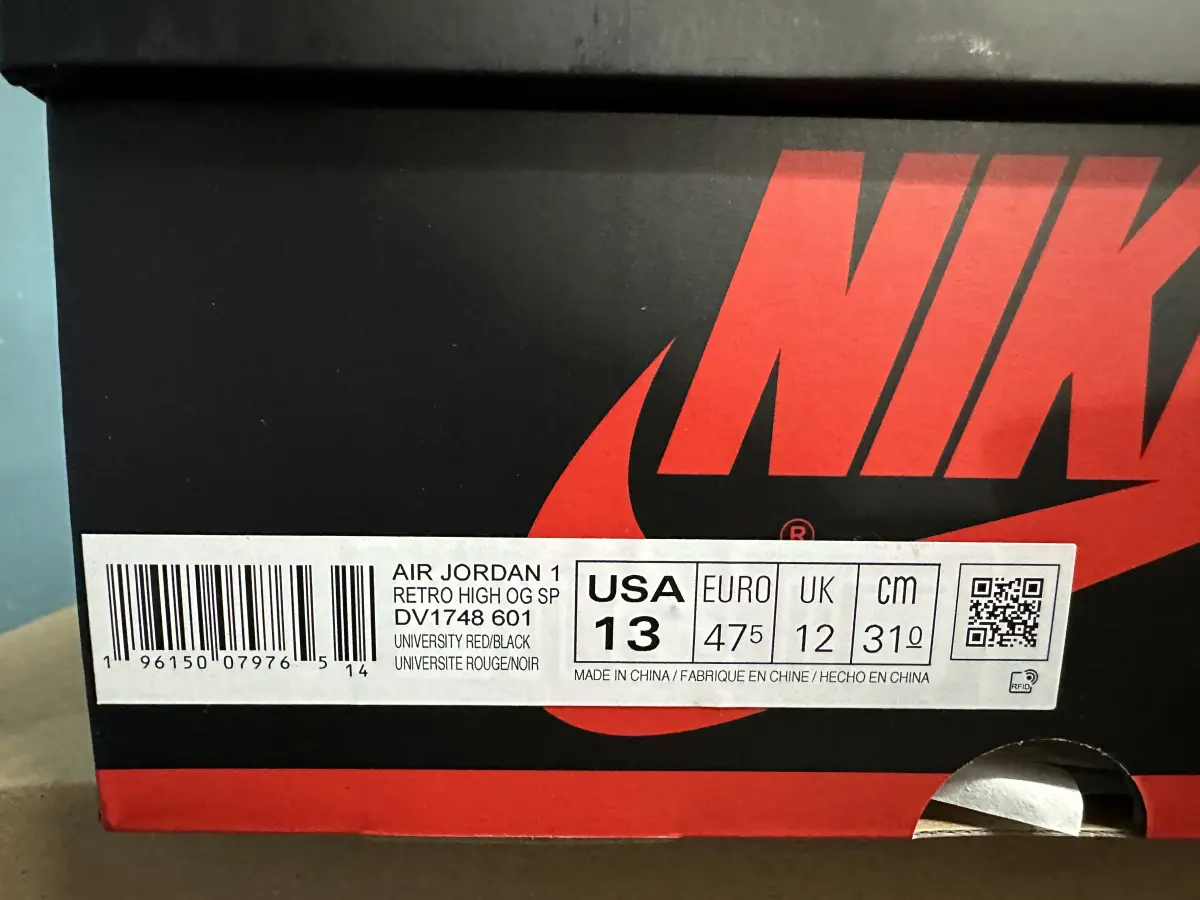 NIK
®
AIR JORDAN 1
RETRO HIGH OG SP
DV1748 601
UNIVERSITY RED/BLACK
UNIVERSITE ROUGE/NOIR
1 96150 07976 5 14
USA EURO UK cm
13 475 12 310
MADE IN CHINA / FABRIQUE EN CHINE / HECHO EN CHINA
RFID